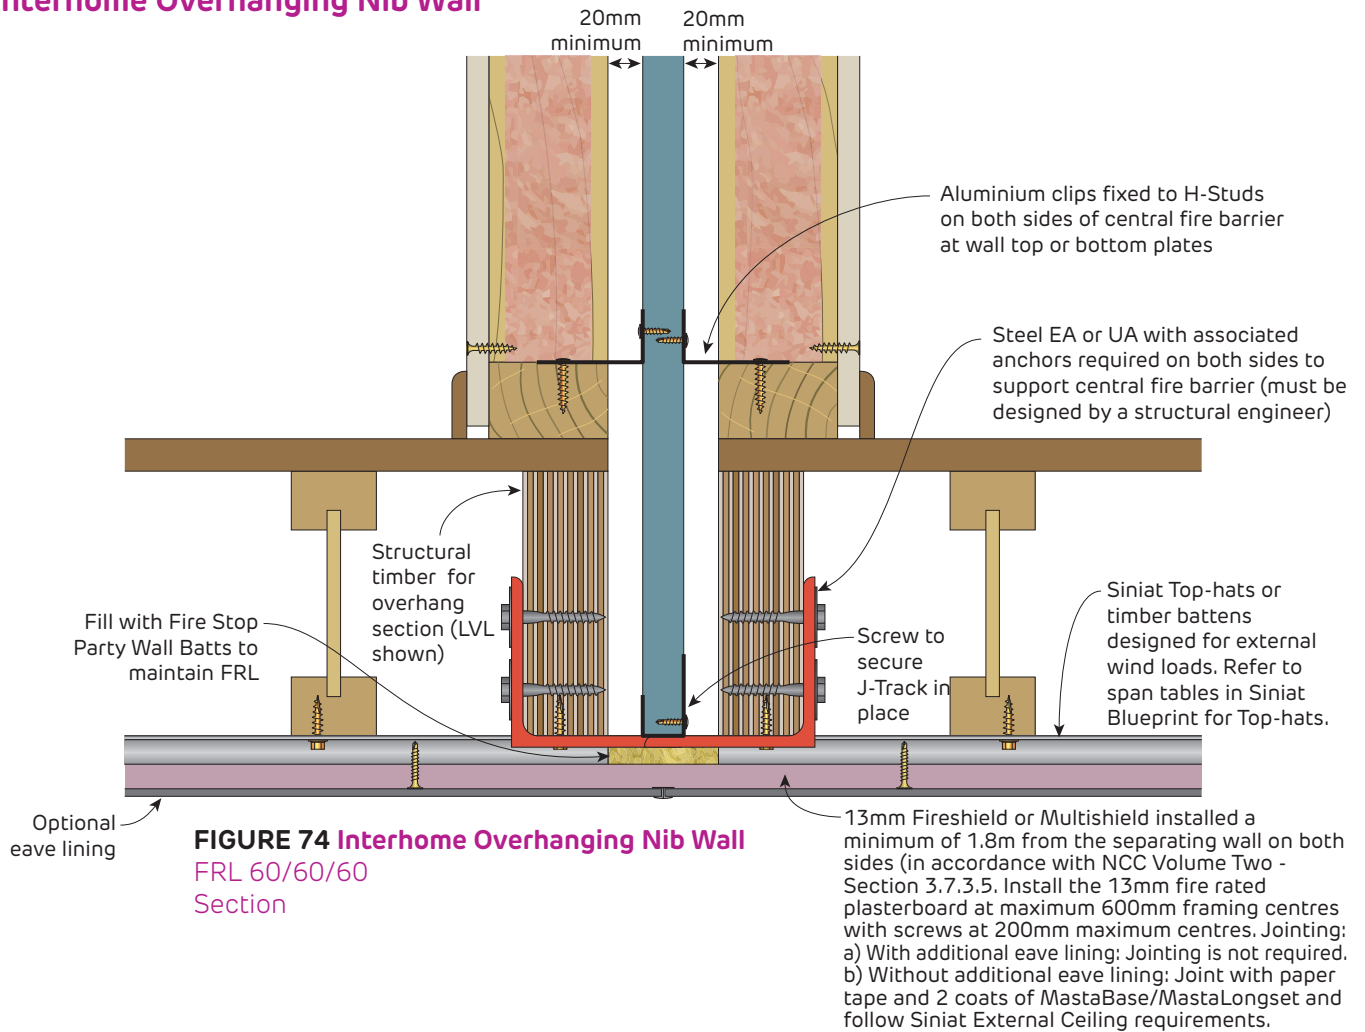 Interhome Overhanging Nib Wall
20mm
minimum
20mm
minimum
Aluminium clips fixed to H-Studs
on both sides of central fire barrier
at wall top or bottom plates
Steel EA or UA with associated
anchors required on both sides to
support central fire barrier (must be
designed by a structural engineer)
Structural
timber for
overhang
section (LVL
shown)
Fill with Fire Stop
Party Wall Batts to
maintain FRL
Screw to
secure
J-Track in
place
Siniat Top-hats or
timber battens
designed for external
wind loads. Refer to
span tables in Siniat
Blueprint for Top-hats.
Optional
eave lining
13mm Fireshield or Multishield installed a
minimum of 1.8m from the separating wall on both
sides (in accordance with NCC Volume Two -
Section 3.7.3.5. Install the 13mm fire rated
plasterboard at maximum 600mm framing centres
with screws at 200mm maximum centres. Jointing:
a) With additional eave lining: Jointing is not required.
b) Without additional eave lining: Joint with paper
tape and 2 coats of MastaBase/MastaLongset and
follow Siniat External Ceiling requirements.
FIGURE 74 Interhome Overhanging Nib Wall
FRL 60/60/60
Section